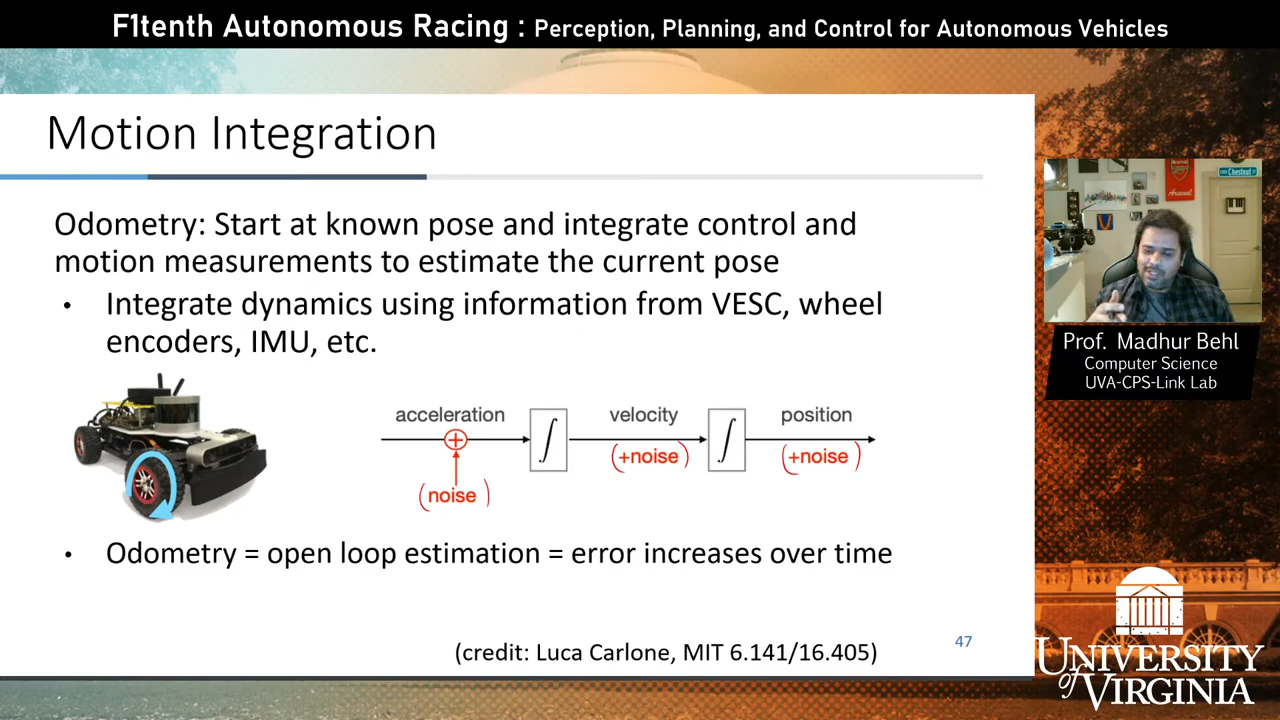 F1tenth Autonomous Racing : Perception, Planning, and Control for Autonomous Vehicles
Motion Integration
Odometry: Start at known pose and integrate control and
motion measurements to estimate the current pose
• Integrate dynamics using information from VESC, wheel
encoders, IMU, etc.
acceleration ∫ velocity ∫ position
+
(+noise) (+noise)
(noise)
• Odometry = open loop estimation = error increases over time
(credit: Luca Carlone, MIT 6.141/16.405)
47
Arsenal
Chestnut
Prof. Madhur Behl
Computer Science
UVA-CPS-Link Lab
UNIVERSITY
of VIRGINIA